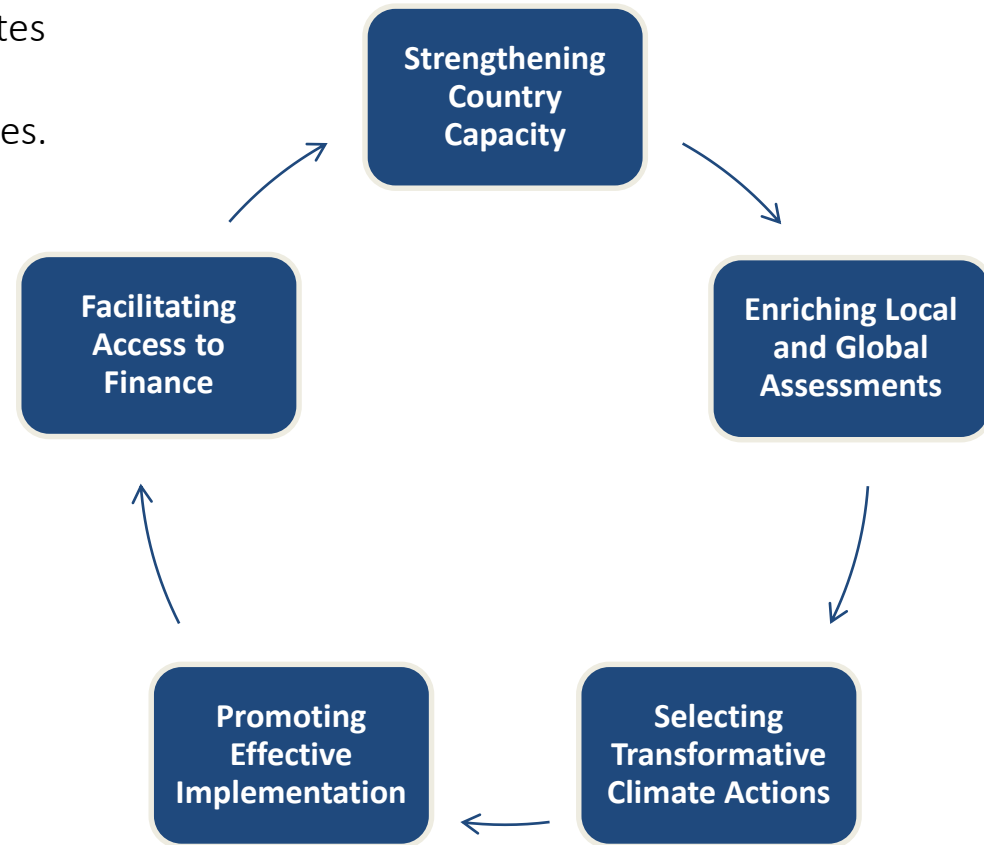 tes
es.
Strengthening
Country
Capacity
Facilitating
Access to
Finance
Enriching Local
and Global
Assessments
Promoting
Effective
Implementation
Selecting
Transformative
Climate Actions